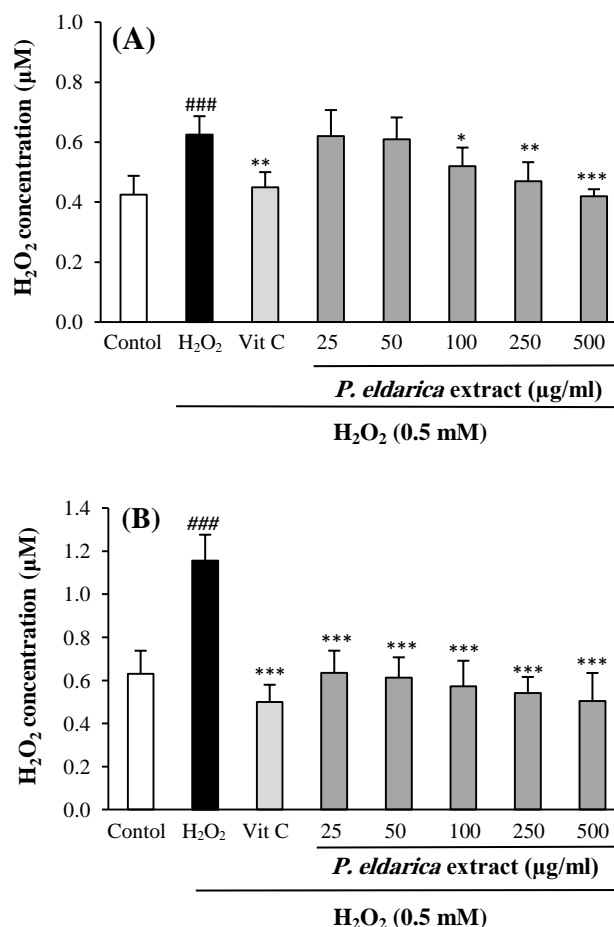 (A)
H₂O₂ concentration (µM)
1.0
0.8
0.6
0.4
0.2
0.0
###
**
*
**
***
Contol H₂O₂ Vit C 25 50 100 250 500
P. eldarica extract (µg/ml)
H₂O₂ (0.5 mM)
(B)
H₂O₂ concentration (µM)
1.4
1.2
1.0
0.8
0.6
0.4
0.2
0.0
###
***
***
***
***
***
***
Contol H₂O₂ Vit C 25 50 100 250 500
P. eldarica extract (µg/ml)
H₂O₂ (0.5 mM)